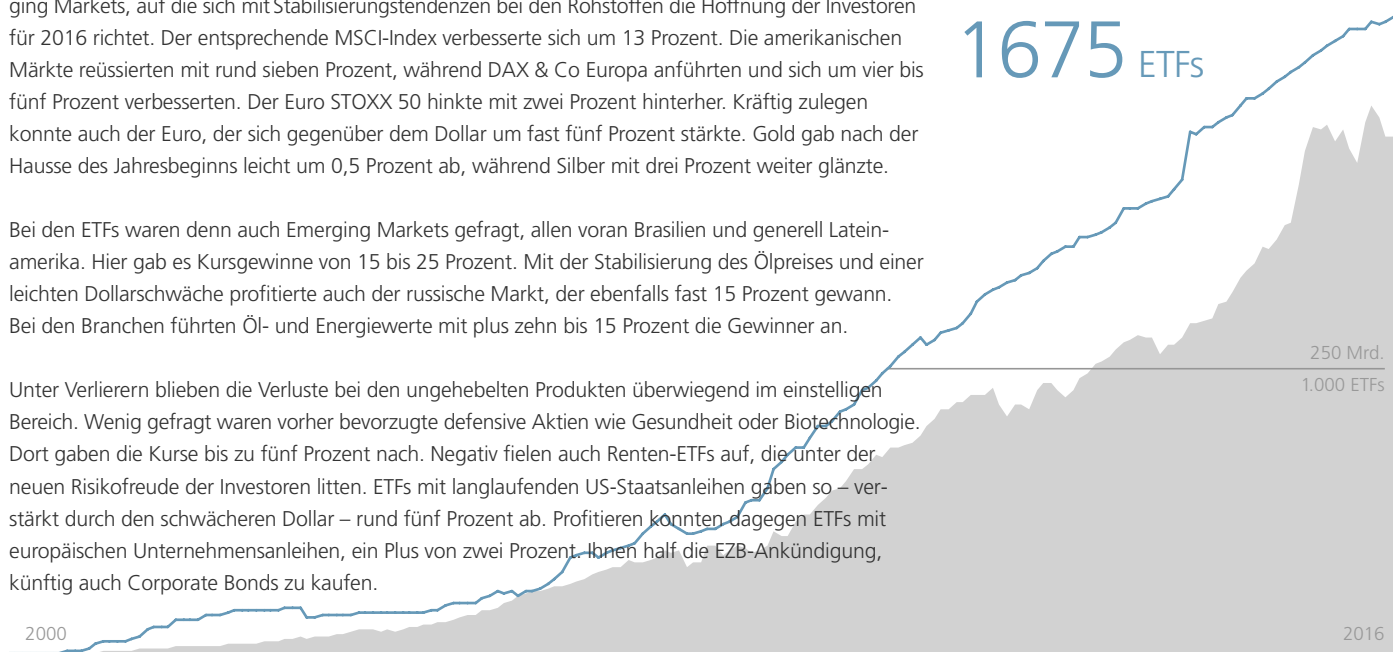 ging Markets, auf die sich mit Stabilisierungstendenzen bei den Rohstoffen die Hoffnung der Investoren
für 2016 richtet. Der entsprechende MSCI-Index verbesserte sich um 13 Prozent. Die amerikanischen
Märkte reüssierten mit rund sieben Prozent, während DAX & Co Europa anführten und sich um vier bis
fünf Prozent verbesserten. Der Euro STOXX 50 hinkte mit zwei Prozent hinterher. Kräftig zulegen
konnte auch der Euro, der sich gegenüber dem Dollar um fast fünf Prozent stärkte. Gold gab nach der
Hausse des Jahresbeginns leicht um 0,5 Prozent ab, während Silber mit drei Prozent weiter glänzte.
Bei den ETFs waren denn auch Emerging Markets gefragt, allen voran Brasilien und generell Latein-
amerika. Hier gab es Kursgewinne von 15 bis 25 Prozent. Mit der Stabilisierung des Ölpreises und einer
leichten Dollarschwäche profitierte auch der russische Markt, der ebenfalls fast 15 Prozent gewann.
Bei den Branchen führten Öl- und Energiewerte mit plus zehn bis 15 Prozent die Gewinner an.
Unter Verlierern blieben die Verluste bei den ungehebelten Produkten überwiegend im einstelligen
Bereich. Wenig gefragt waren vorher bevorzugte defensive Aktien wie Gesundheit oder Biotechnologie.
Dort gaben die Kurse bis zu fünf Prozent nach. Negativ fielen auch Renten-ETFs auf, die unter der
neuen Risikofreude der Investoren litten. ETFs mit langlaufenden US-Staatsanleihen gaben so – ver-
stärkt durch den schwächeren Dollar – rund fünf Prozent ab. Profitieren konnten dagegen ETFs mit
europäischen Unternehmensanleihen, ein Plus von zwei Prozent. Ihnen half die EZB-Ankündigung,
künftig auch Corporate Bonds zu kaufen.
1675 ETFs
250 Mrd.
1.000 ETFs
2000
2016